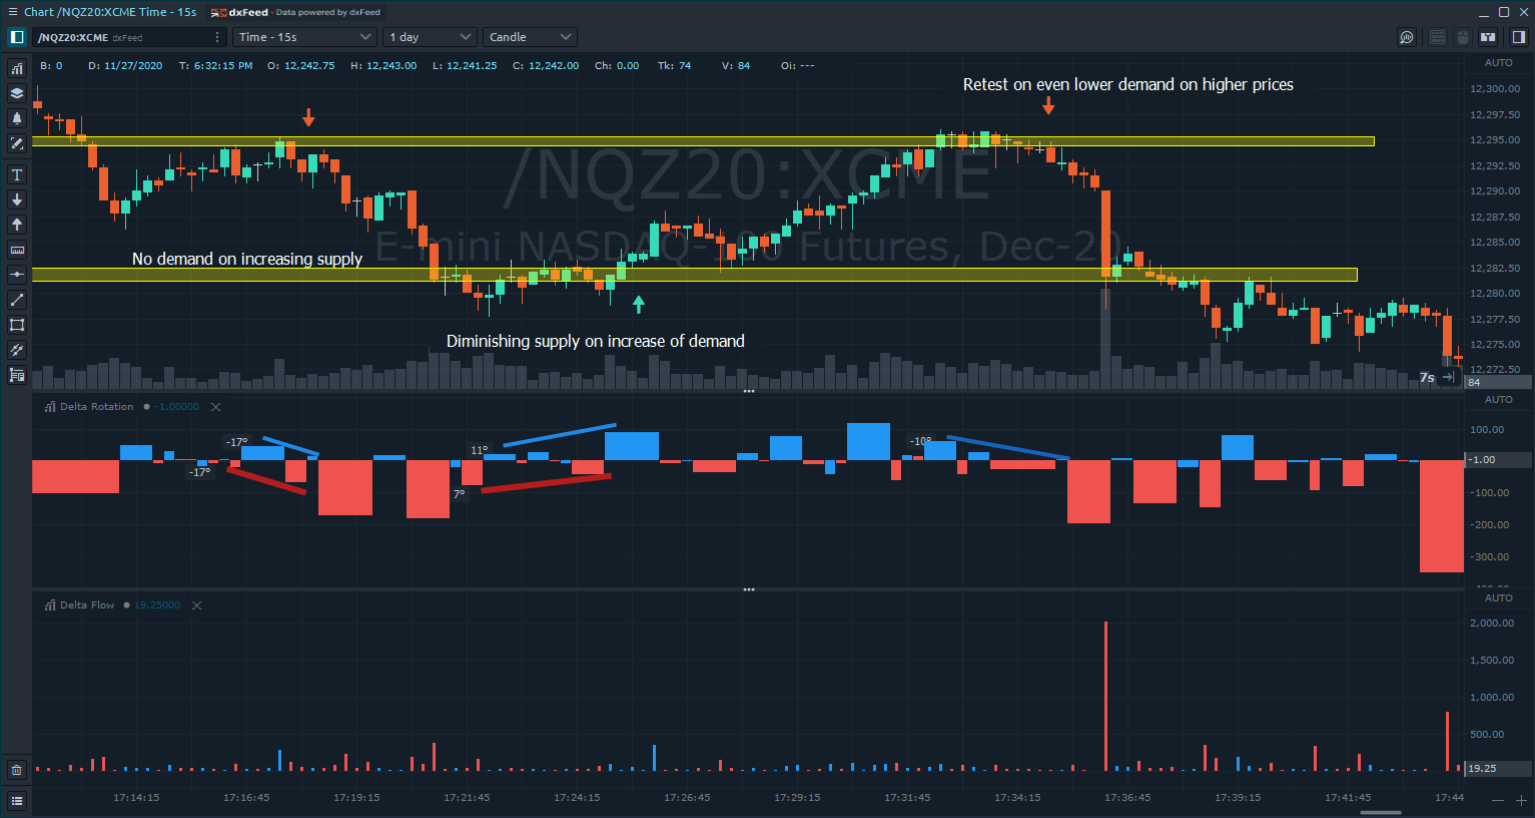 Chart /NQZ20:XCME Time - 15s
dxFeed - Data powered by dxFeed
/NQZ20:XCME dxFeed
Time - 15s
1 day
Candle
B: 0 D: 11/27/2020 T: 6:32:15 PM O: 12,242.75 H: 12,243.00 L: 12,241.25 C: 12,242.00 Ch: 0.00 Tk: 74 V: 84 Oi: ---
AUTO
Retest on even lower demand on higher prices
12,300.00
12,297.50
12,295.00
12,292.50
12,290.00
12,287.50
12,285.00
12,282.50
12,280.00
12,277.50
12,275.00
12,272.50
/NQZ20:XCME
E-mini NASDAQ-100 Futures, Dec-20
No demand on increasing supply
Diminishing supply on increase of demand
7s
84
Delta Rotation -1.00000
AUTO
100.00
-1.00
-100.00
-200.00
-300.00
-400.00
-17º
-17º
11º
7º
-10º
Delta Flow 19.25000
AUTO
2,000.00
1,500.00
1,000.00
500.00
19.25
17:14:15 17:16:45 17:19:15 17:21:45 17:24:15 17:26:45 17:29:15 17:31:45 17:34:15 17:36:45 17:39:15 17:41:45 17:44